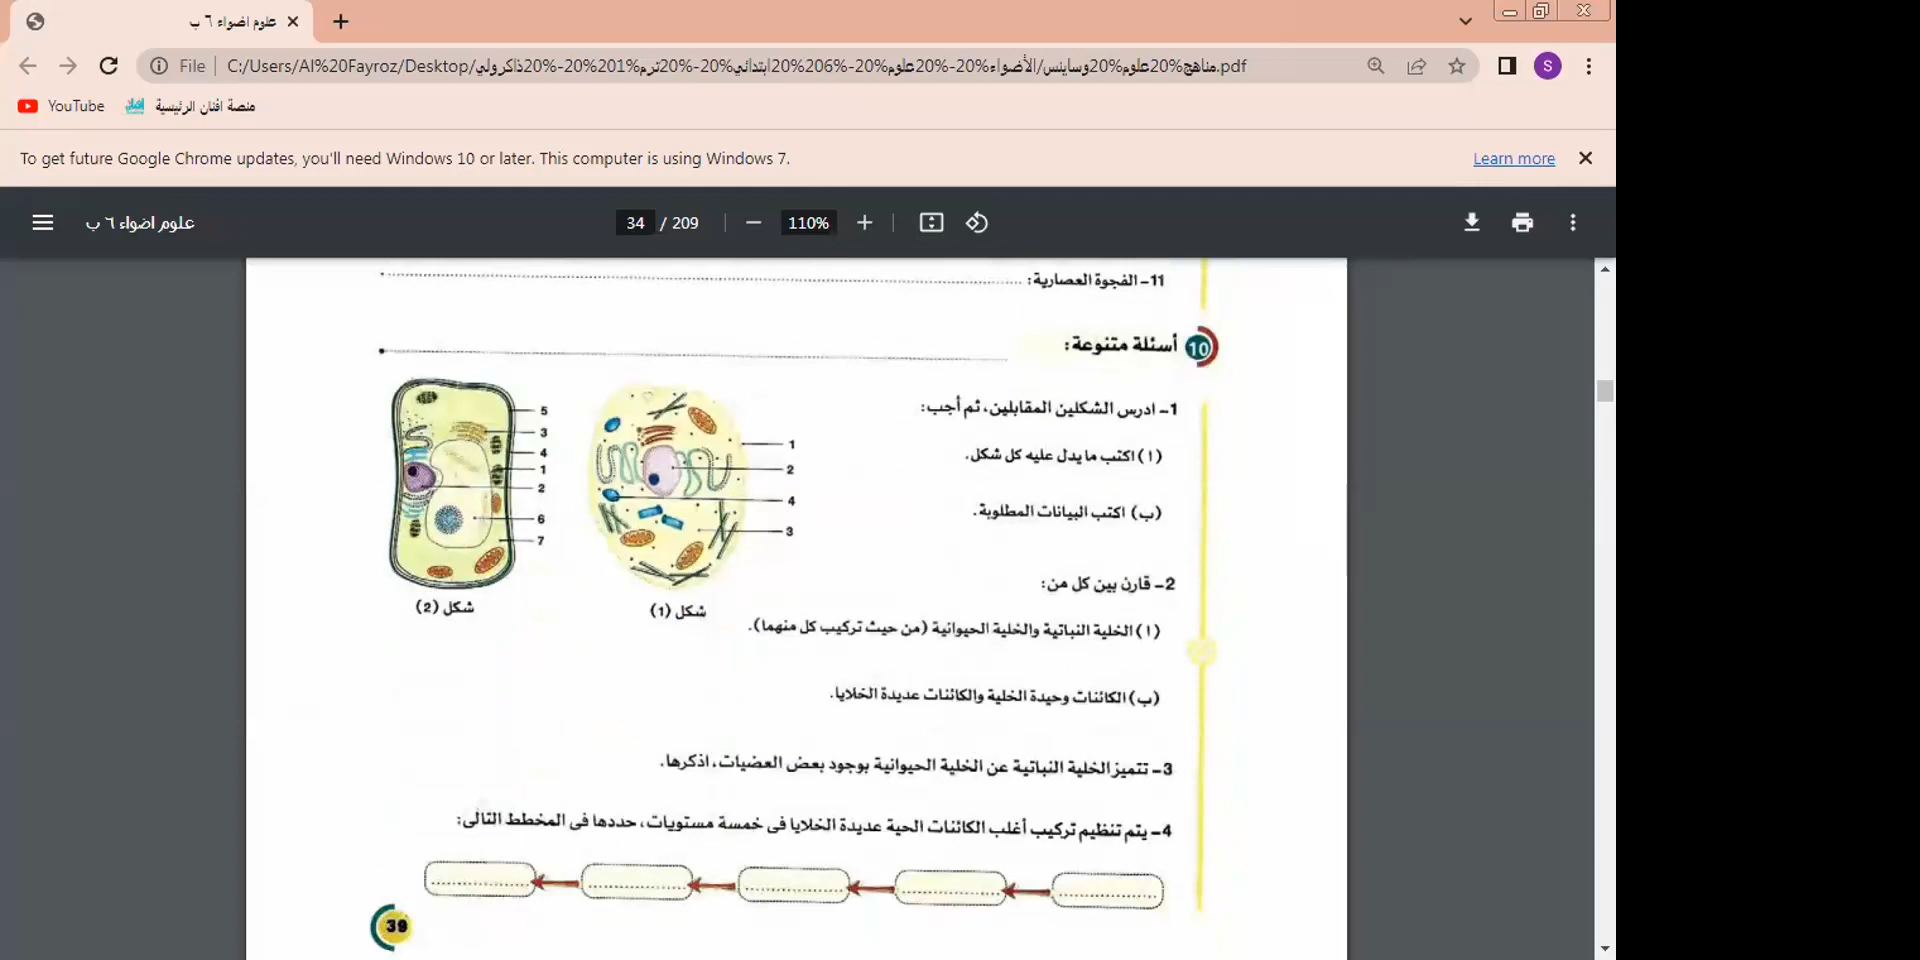 علوم اضواء ٦ ب
File
C:/Users/Al%20Fayroz/Desktop/مناهج%20علوم%20وساينس/الأضواء%20-%20علوم%20-%206%20ابتدائي%20-%20ترم%201%20-%20ذاكرولي.pdf
S
YouTube
منصة افنان الرئيسية
To get future Google Chrome updates, you'll need Windows 10 or later. This computer is using Windows 7.
Learn more
علوم اضواء ٦ ب
34 / 209
110%
11- الفجوة العصارية:
10 أسئلة متنوعة:
1- ادرس الشكلين المقابلين، ثم أجب:
(ا) اكتب ما يدل عليه كل شكل.
(ب) اكتب البيانات المطلوبة.
1
2
4
3
شكل (1)
5
3
4
1
2
6
7
شكل (2)
2- قارن بين كل من:
(ا) الخلية النباتية والخلية الحيوانية (من حيث تركيب كل منهما).
(ب) الكائنات وحيدة الخلية والكائنات عديدة الخلايا.
3- تتميز الخلية النباتية عن الخلية الحيوانية بوجود بعض العضيات، اذكرها.
4- يتم تنظيم تركيب أغلب الكائنات الحية عديدة الخلايا فى خمسة مستويات، حددها فى المخطط التالى:
39